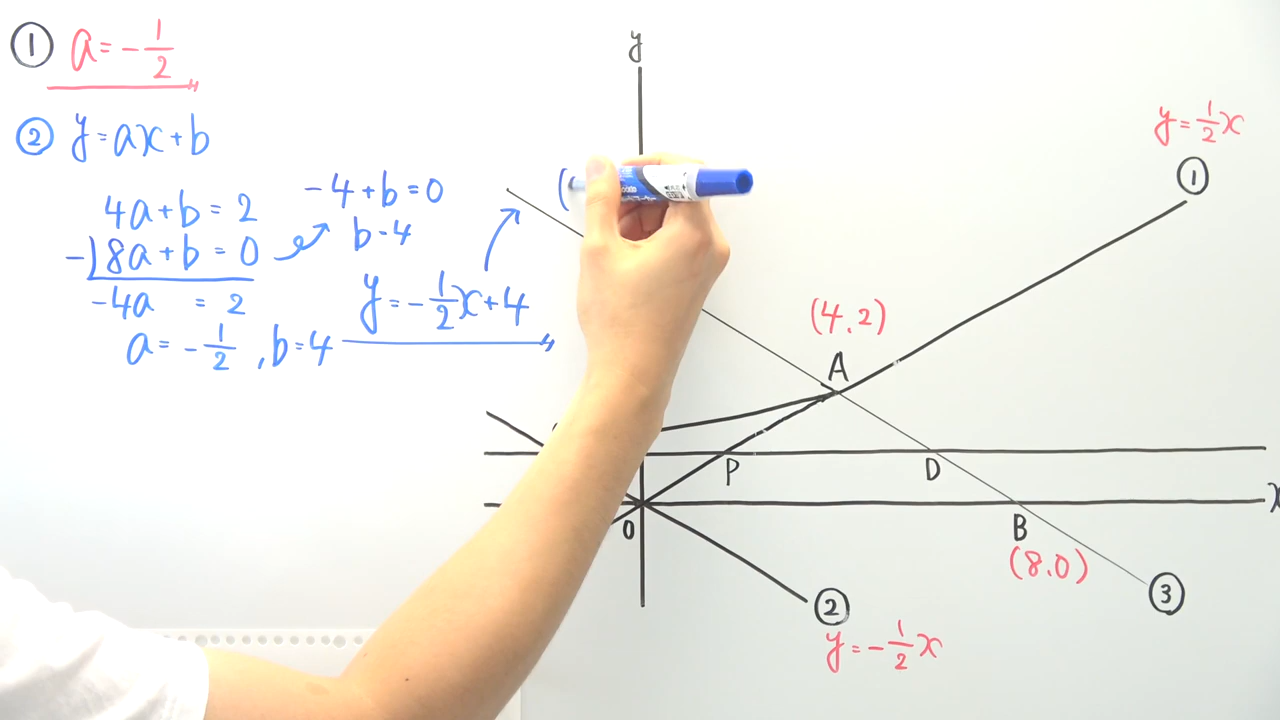 ① a = -1/2
② y = ax + b
4a + b = 2
-) 8a + b = 0
-4a = 2
a = -1/2 , b = 4
-4 + b = 0
b = 4
y = -1/2x + 4
y
(
y = 1/2x
①
(4.2)
A
P
D
O
B
(8.0)
x
②
y = -1/2x
③